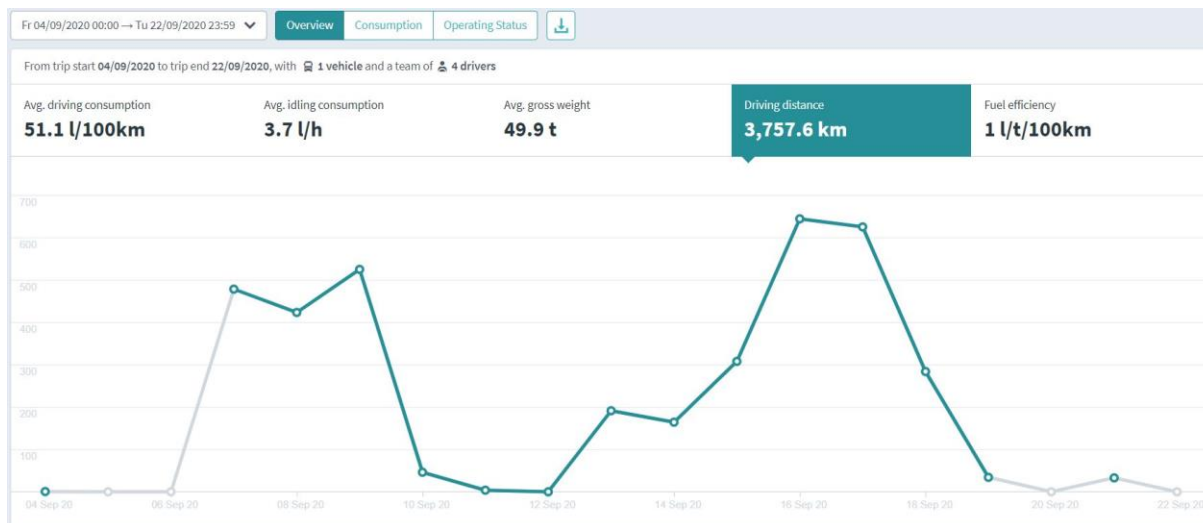 Fr 04/09/2020 00:00 → Tu 22/09/2020 23:59 Overview Consumption Operating Status
From trip start 04/09/2020 to trip end 22/09/2020, with 1 vehicle and a team of 4 drivers
Avg. driving consumption Avg. idling consumption Avg. gross weight Driving distance Fuel efficiency
51.1 l/100km 3.7 l/h 49.9 t 3,757.6 km 1 l/t/100km
700
600
500
400
300
200
100
04 Sep 20 06 Sep 20 08 Sep 20 10 Sep 20 12 Sep 20 14 Sep 20 16 Sep 20 18 Sep 20 20 Sep 20 22 Sep 20